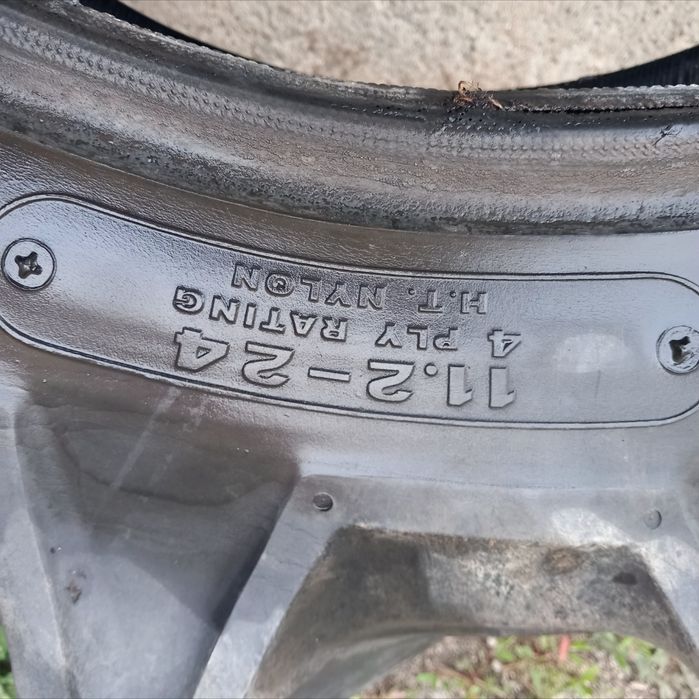 11.2-24
4 PLY RATING
H.T. NYLON